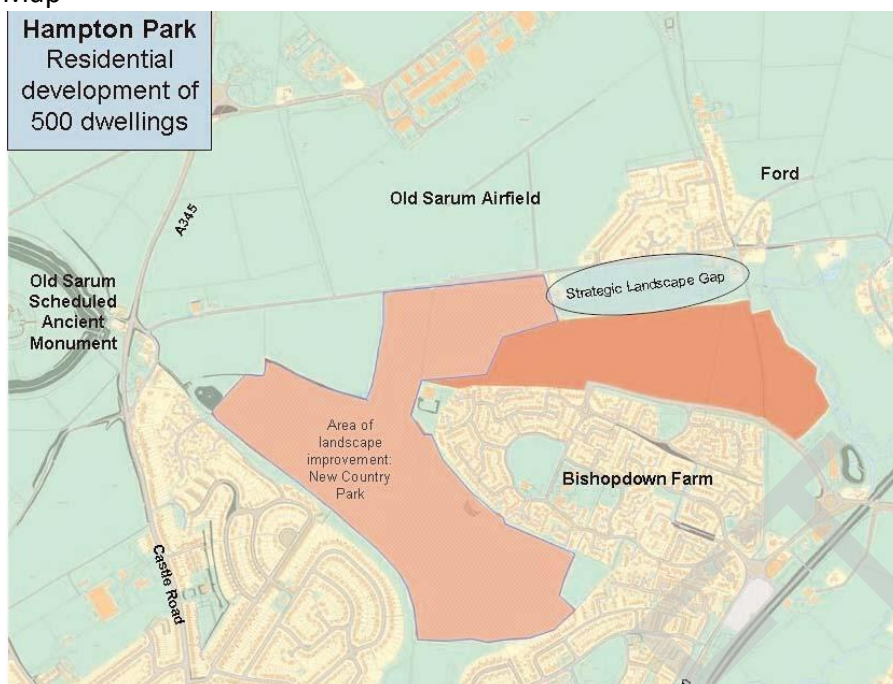 Map
Hampton Park
Residential
development of
500 dwellings
A345
Old Sarum Airfield
Ford
Old Sarum
Scheduled
Ancient
Monument
Strategic Landscape Gap
Area of
landscape
improvement:
New Country
Park
Bishopdown Farm
Castle Road